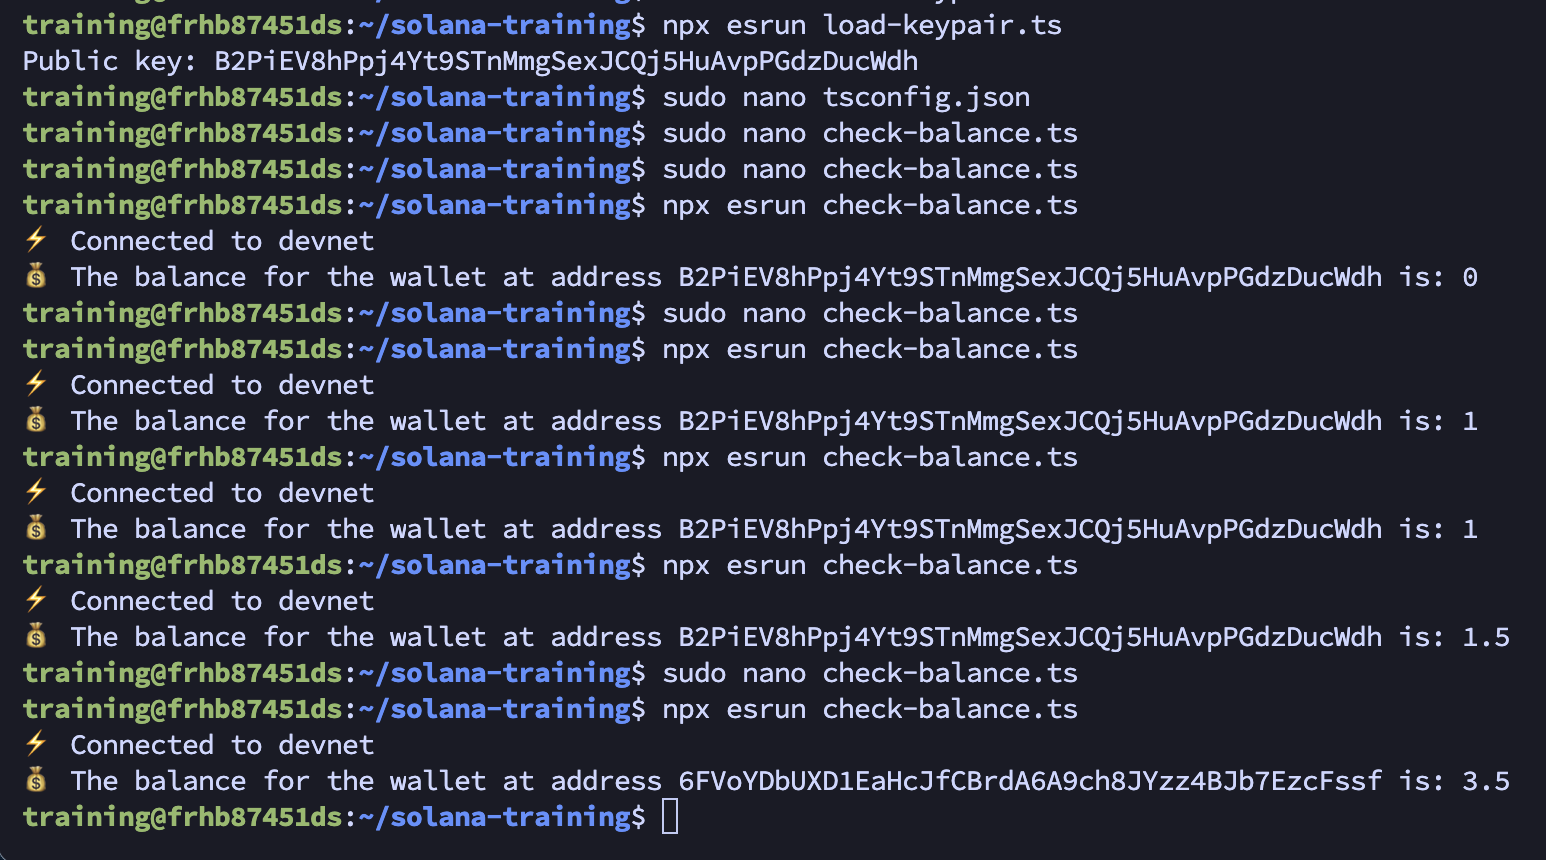 training@frhb87451ds:~/solana-training$ npx esrun load-keypair.ts
Public key: B2PiEV8hPpj4Yt9STnMmgSexJCQj5HuAvpPGdzDucWdh
training@frhb87451ds:~/solana-training$ sudo nano tsconfig.json
training@frhb87451ds:~/solana-training$ sudo nano check-balance.ts
training@frhb87451ds:~/solana-training$ sudo nano check-balance.ts
training@frhb87451ds:~/solana-training$ npx esrun check-balance.ts
⚡ Connected to devnet
💰 The balance for the wallet at address B2PiEV8hPpj4Yt9STnMmgSexJCQj5HuAvpPGdzDucWdh is: 0
training@frhb87451ds:~/solana-training$ sudo nano check-balance.ts
training@frhb87451ds:~/solana-training$ npx esrun check-balance.ts
⚡ Connected to devnet
💰 The balance for the wallet at address B2PiEV8hPpj4Yt9STnMmgSexJCQj5HuAvpPGdzDucWdh is: 1
training@frhb87451ds:~/solana-training$ npx esrun check-balance.ts
⚡ Connected to devnet
💰 The balance for the wallet at address B2PiEV8hPpj4Yt9STnMmgSexJCQj5HuAvpPGdzDucWdh is: 1
training@frhb87451ds:~/solana-training$ npx esrun check-balance.ts
⚡ Connected to devnet
💰 The balance for the wallet at address B2PiEV8hPpj4Yt9STnMmgSexJCQj5HuAvpPGdzDucWdh is: 1.5
training@frhb87451ds:~/solana-training$ sudo nano check-balance.ts
training@frhb87451ds:~/solana-training$ npx esrun check-balance.ts
⚡ Connected to devnet
💰 The balance for the wallet at address 6FVoYDbUXD1EaHcJfCBrdA6A9ch8JYzz4BJb7EzcFssf is: 3.5
training@frhb87451ds:~/solana-training$